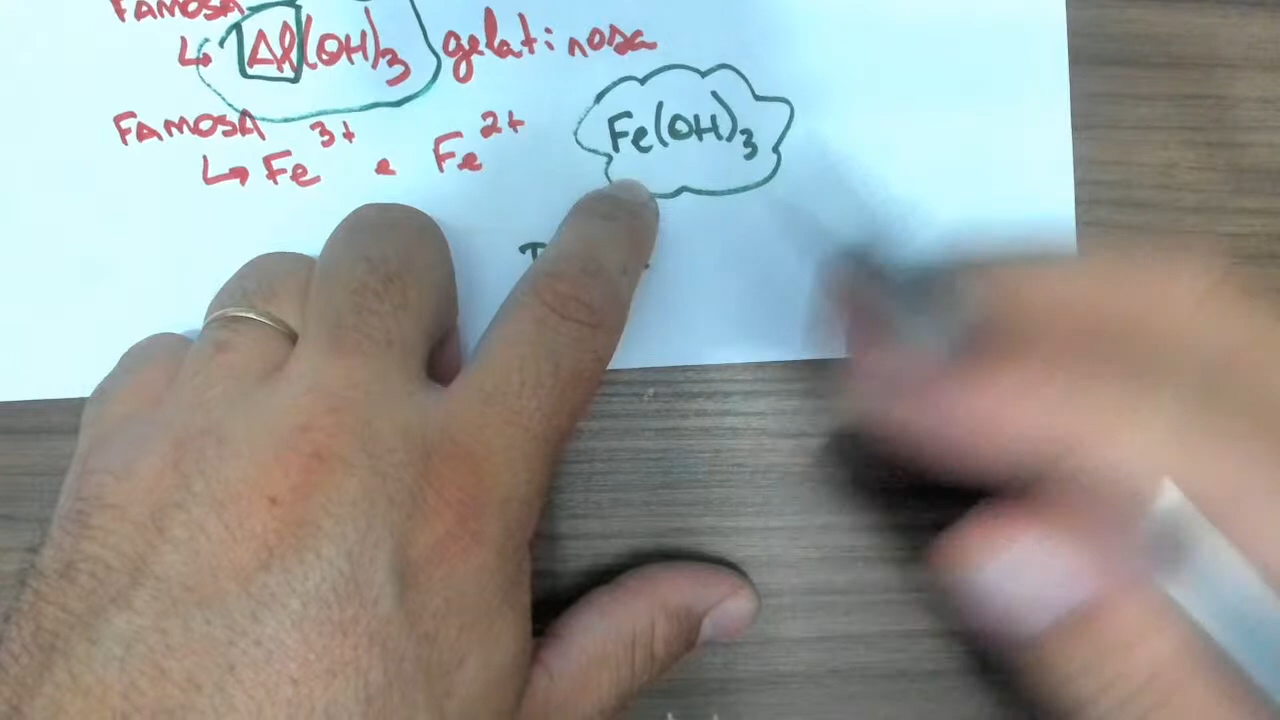 FAMOSA
↳ Al(OH)3 gelatinosa
FAMOSA
↳ Fe3+ e Fe2+
Fe(OH)3